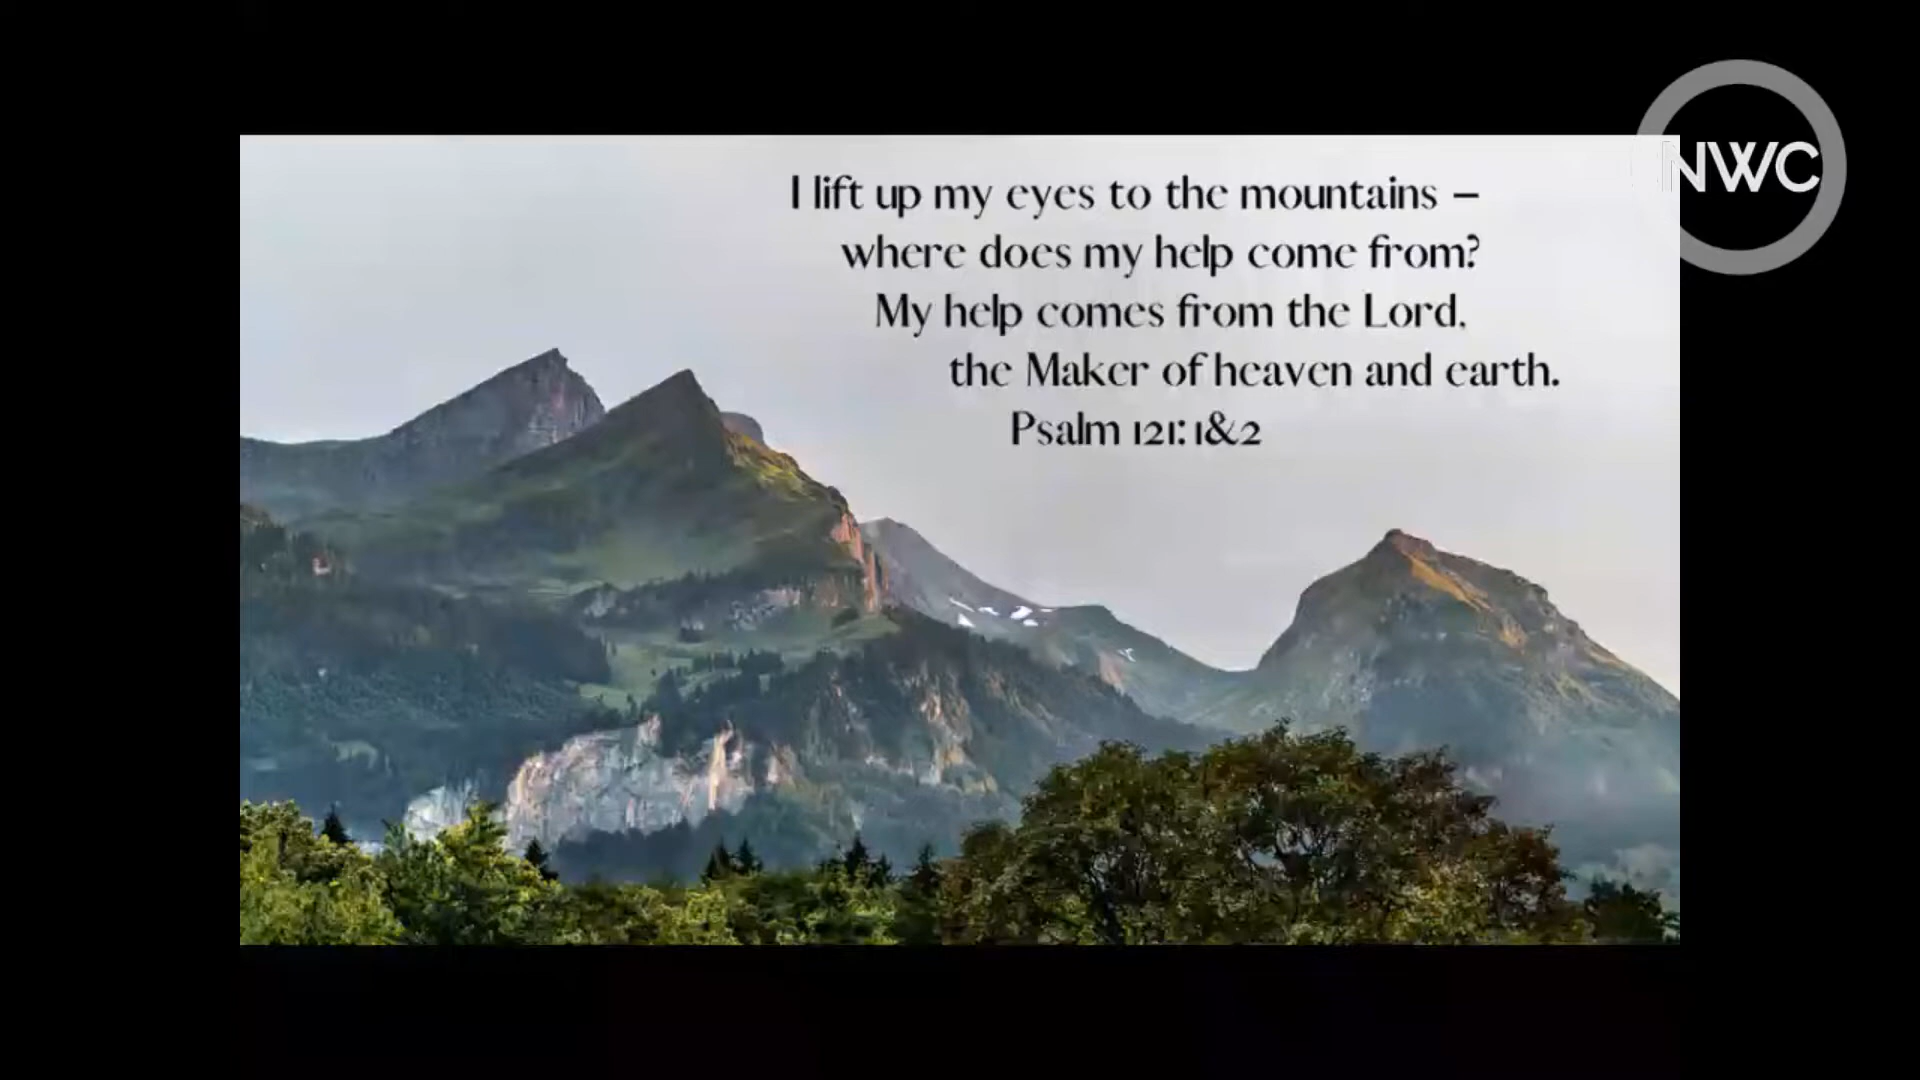 I lift up my eyes to the mountains –
where does my help come from?
My help comes from the Lord,
the Maker of heaven and earth.
Psalm 121: 1&2
NWC